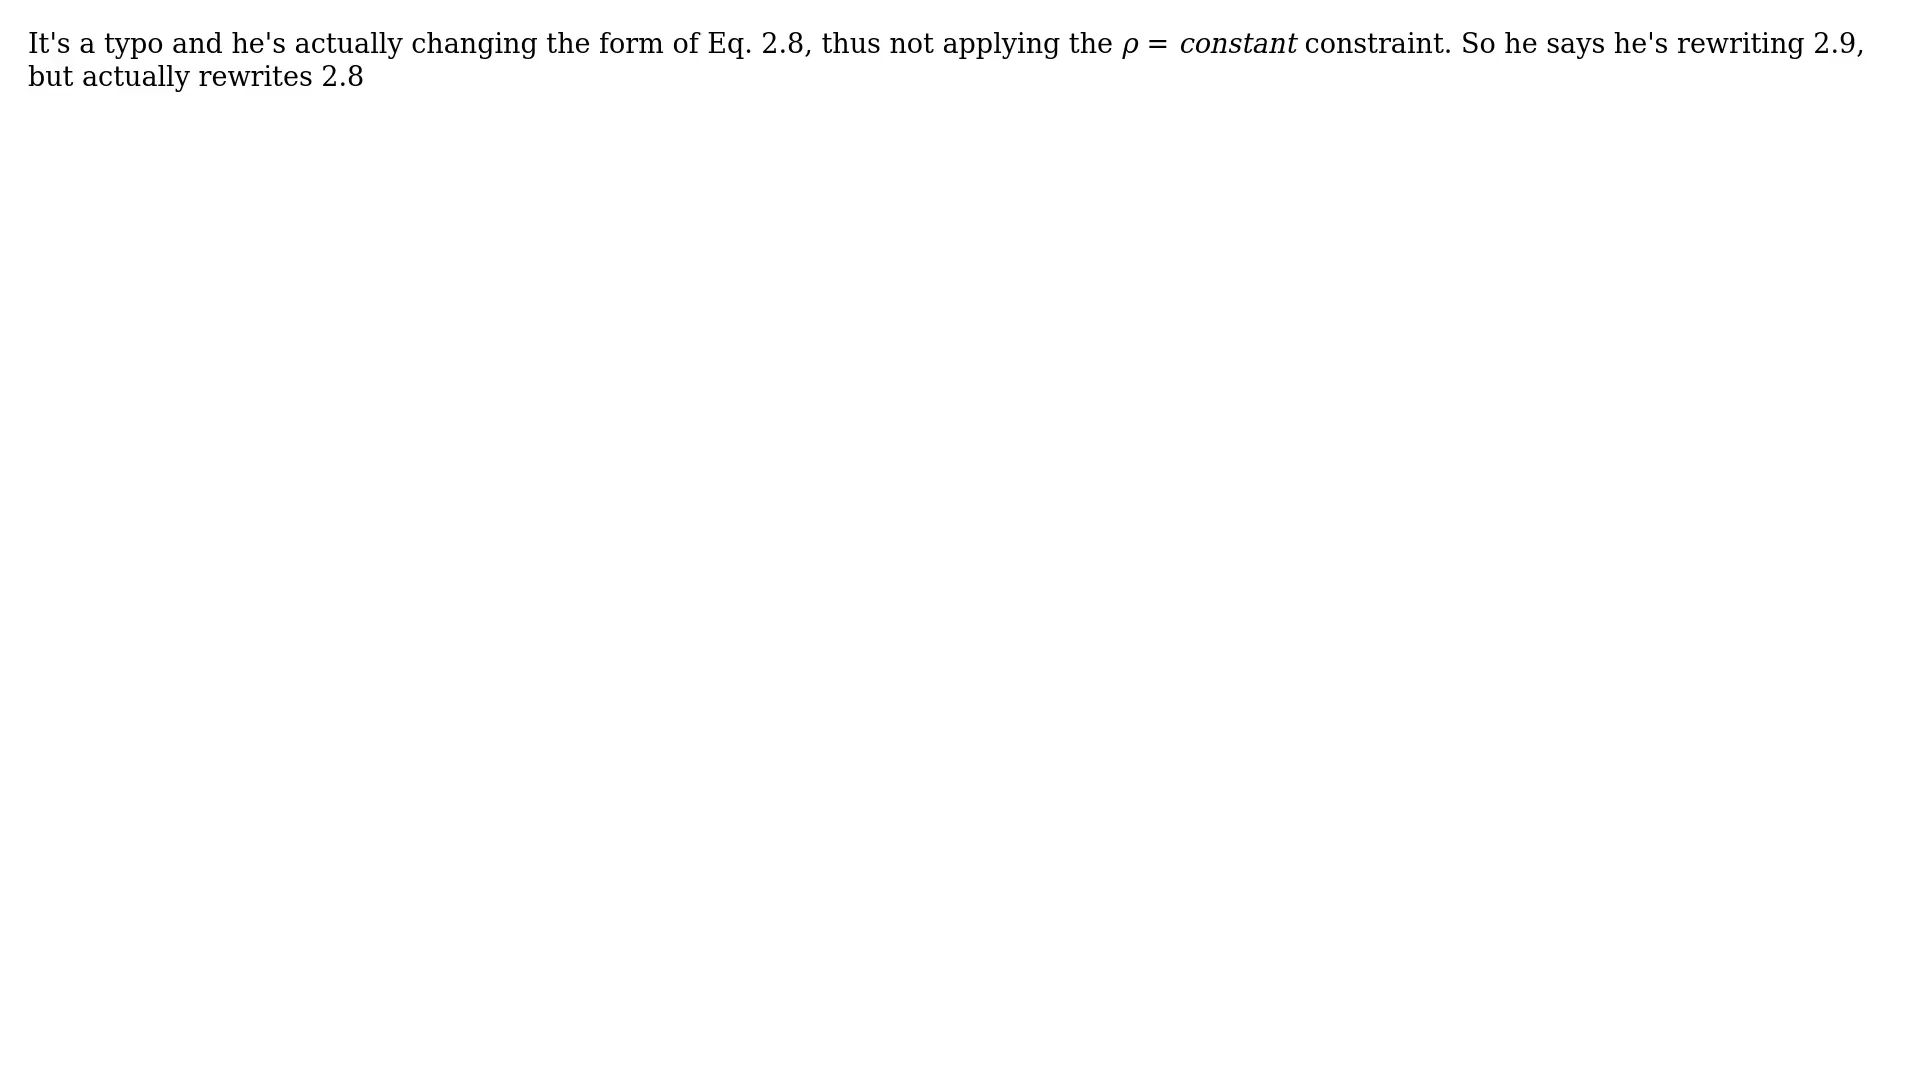 It's a typo and he's actually changing the form of Eq. 2.8, thus not applying the ρ = constant constraint. So he says he's rewriting 2.9,
but actually rewrites 2.8